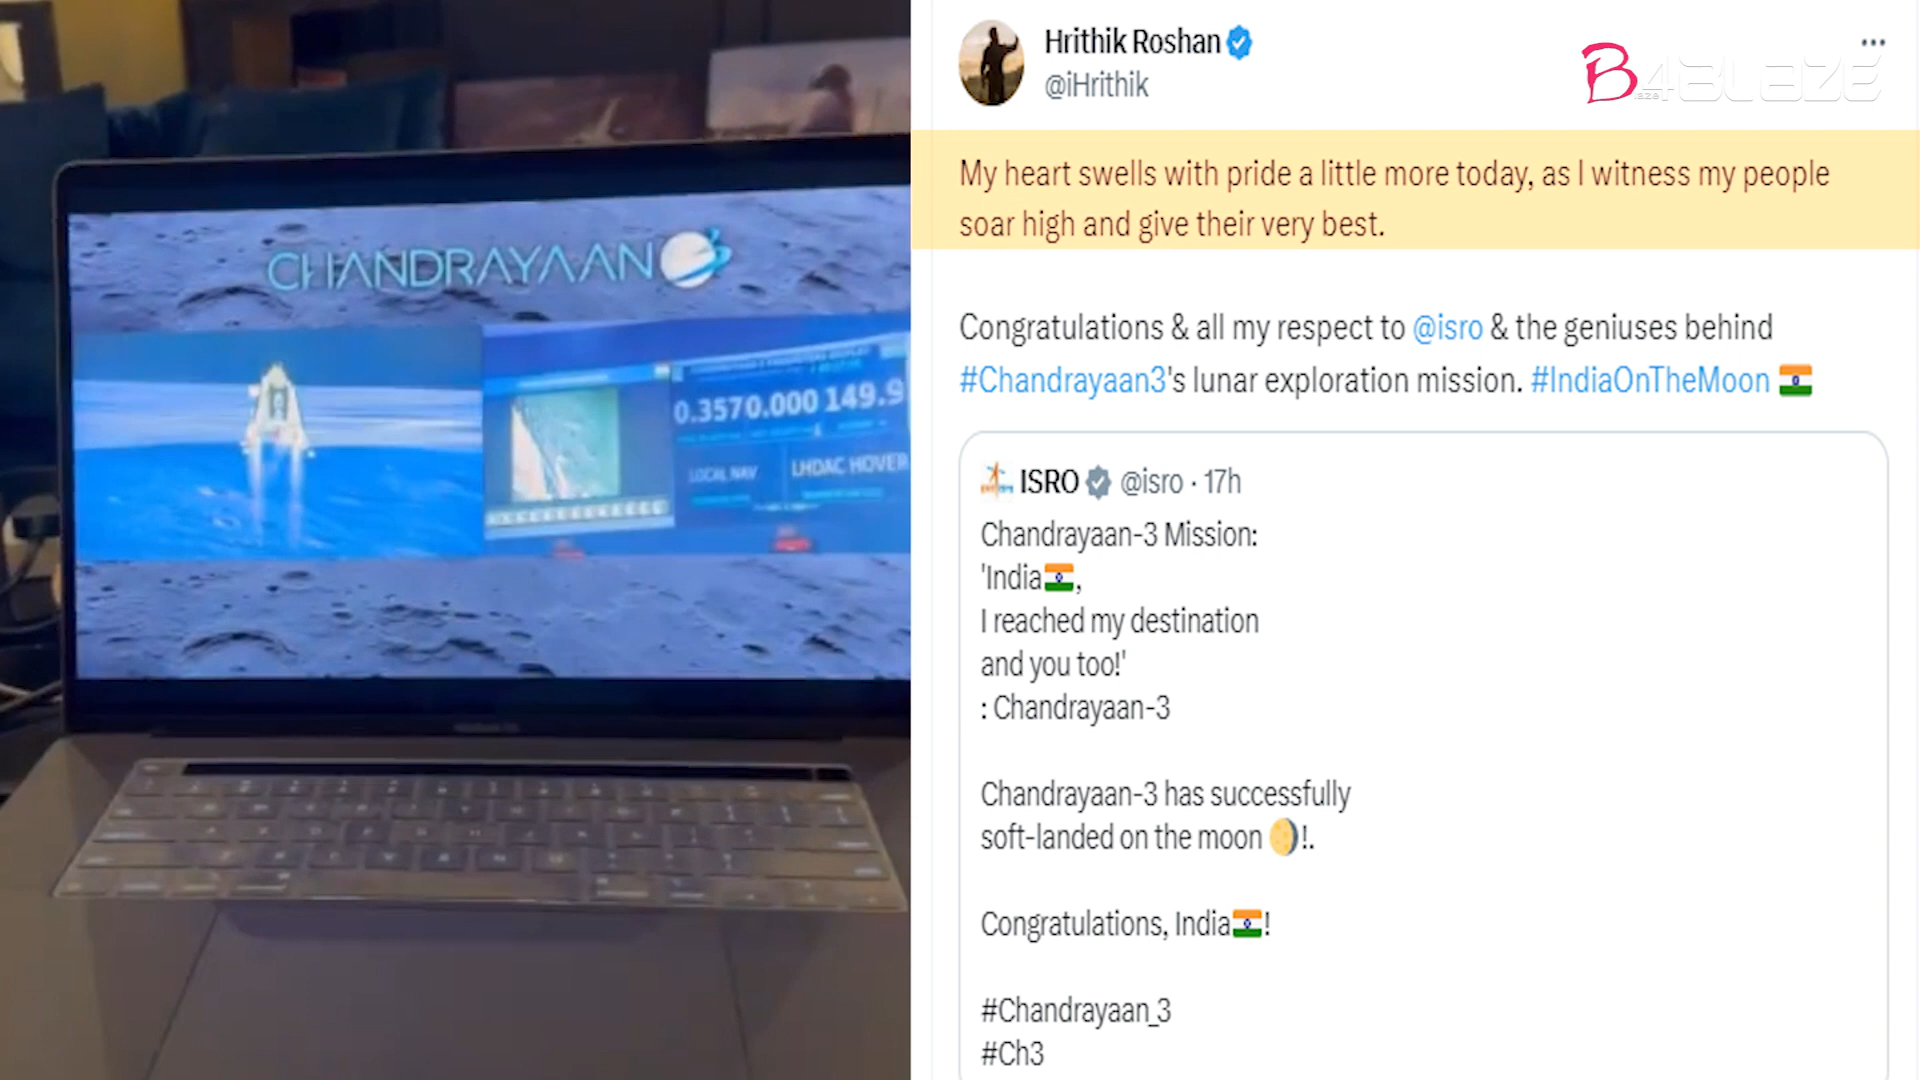 CHANDRAYAAN 3
0.3570.000 149.9
LOCAL NAV
LHDAC HOVER
Hrithik Roshan
@iHrithik
B4BLAZE
My heart swells with pride a little more today, as I witness my people
soar high and give their very best.
Congratulations & all my respect to @isro & the geniuses behind
#Chandrayaan3's lunar exploration mission. #IndiaOnTheMoon 🇮🇳
ISRO @isro · 17h
Chandrayaan-3 Mission:
'India🇮🇳,
I reached my destination
and you too!'
: Chandrayaan-3
Chandrayaan-3 has successfully
soft-landed on the moon 🌖!.
Congratulations, India🇮🇳!
#Chandrayaan_3
#Ch3